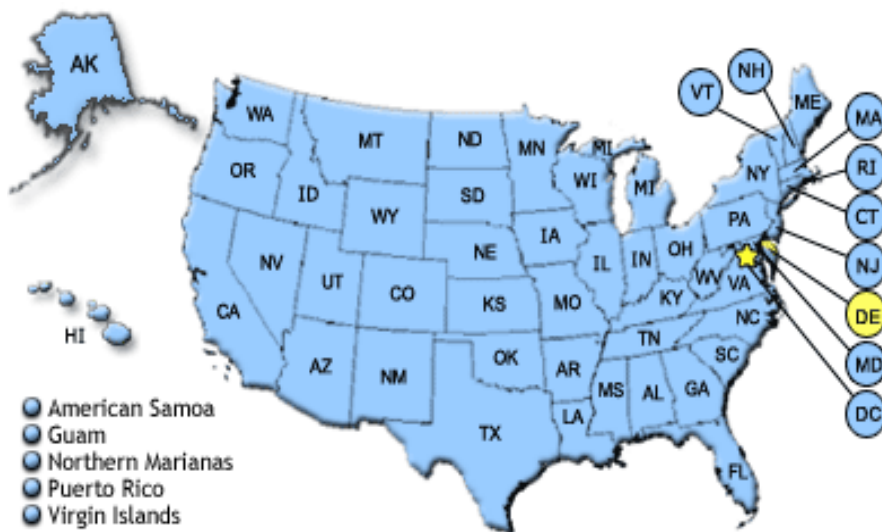 AK
NH
VT
ME
WA
MA
MT
ND
MN
MI
OR
RI
ID
WI
MI
NY
SD
WY
CT
PA
IA
NE
OH
NJ
NV
IL
IN
UT
WV
VA
CO
CA
KS
MO
KY
DE
HI
NC
TN
OK
MD
AZ
NM
AR
SC
MS
AL
GA
DC
LA
TX
FL
American Samoa
Guam
Northern Marianas
Puerto Rico
Virgin Islands